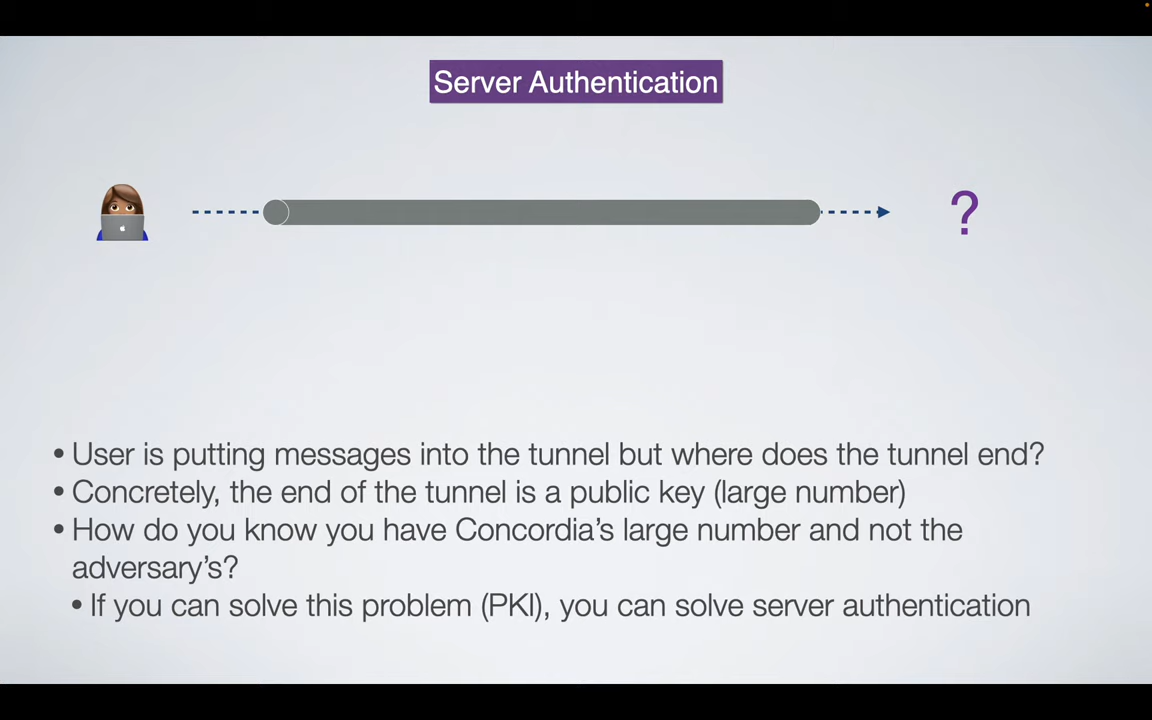 Server Authentication
?
• User is putting messages into the tunnel but where does the tunnel end?
• Concretely, the end of the tunnel is a public key (large number)
• How do you know you have Concordia's large number and not the
adversary's?
• If you can solve this problem (PKI), you can solve server authentication